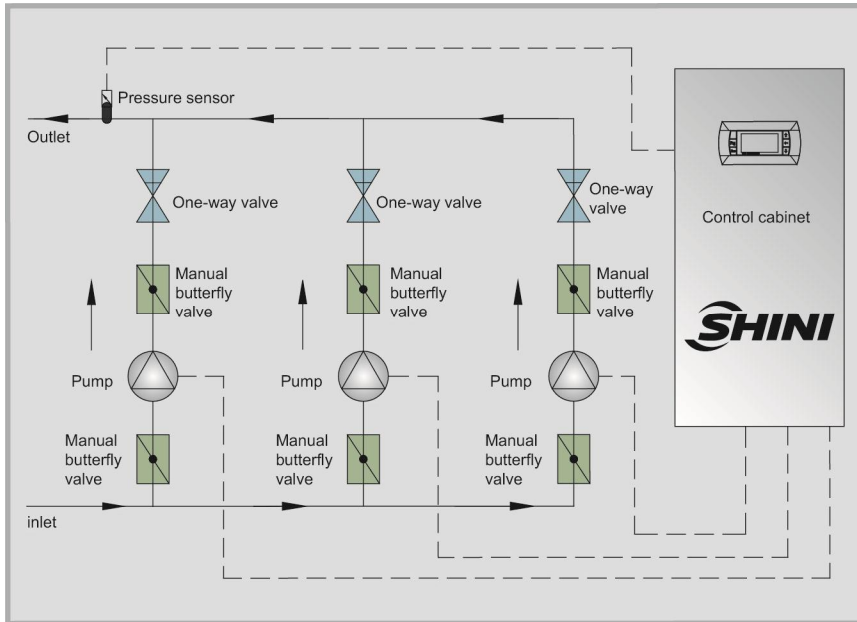 Pressure sensor
Outlet
One-way valve
One-way valve
One-way
valve
Control cabinet
Manual
butterfly
valve
Manual
butterfly
valve
Manual
butterfly
valve
SHINI
Pump
Pump
Pump
Manual
butterfly
valve
Manual
butterfly
valve
Manual
butterfly
valve
inlet